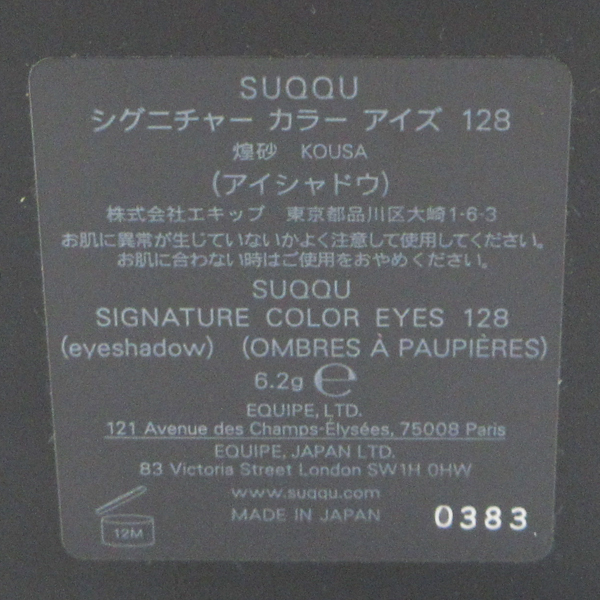 SUQQU
シグニチャー カラー アイズ 128
煌砂 KOUSA
(アイシャドウ)
株式会社エキップ 東京都品川区大崎1-6-3
お肌に異常が生じていないかよく注意して使用してください。
お肌に合わない時はご使用をおやめください。
SUQQU
SIGNATURE COLOR EYES 128
(eyeshadow) (OMBRES À PAUPIÈRES)
6.2g ℮
EQUIPE, LTD.
121 Avenue des Champs-Élysées, 75008 Paris
EQUIPE, JAPAN LTD.
83 Victoria Street London SW1H 0HW
www.suqqu.com
MADE IN JAPAN
12M
0383